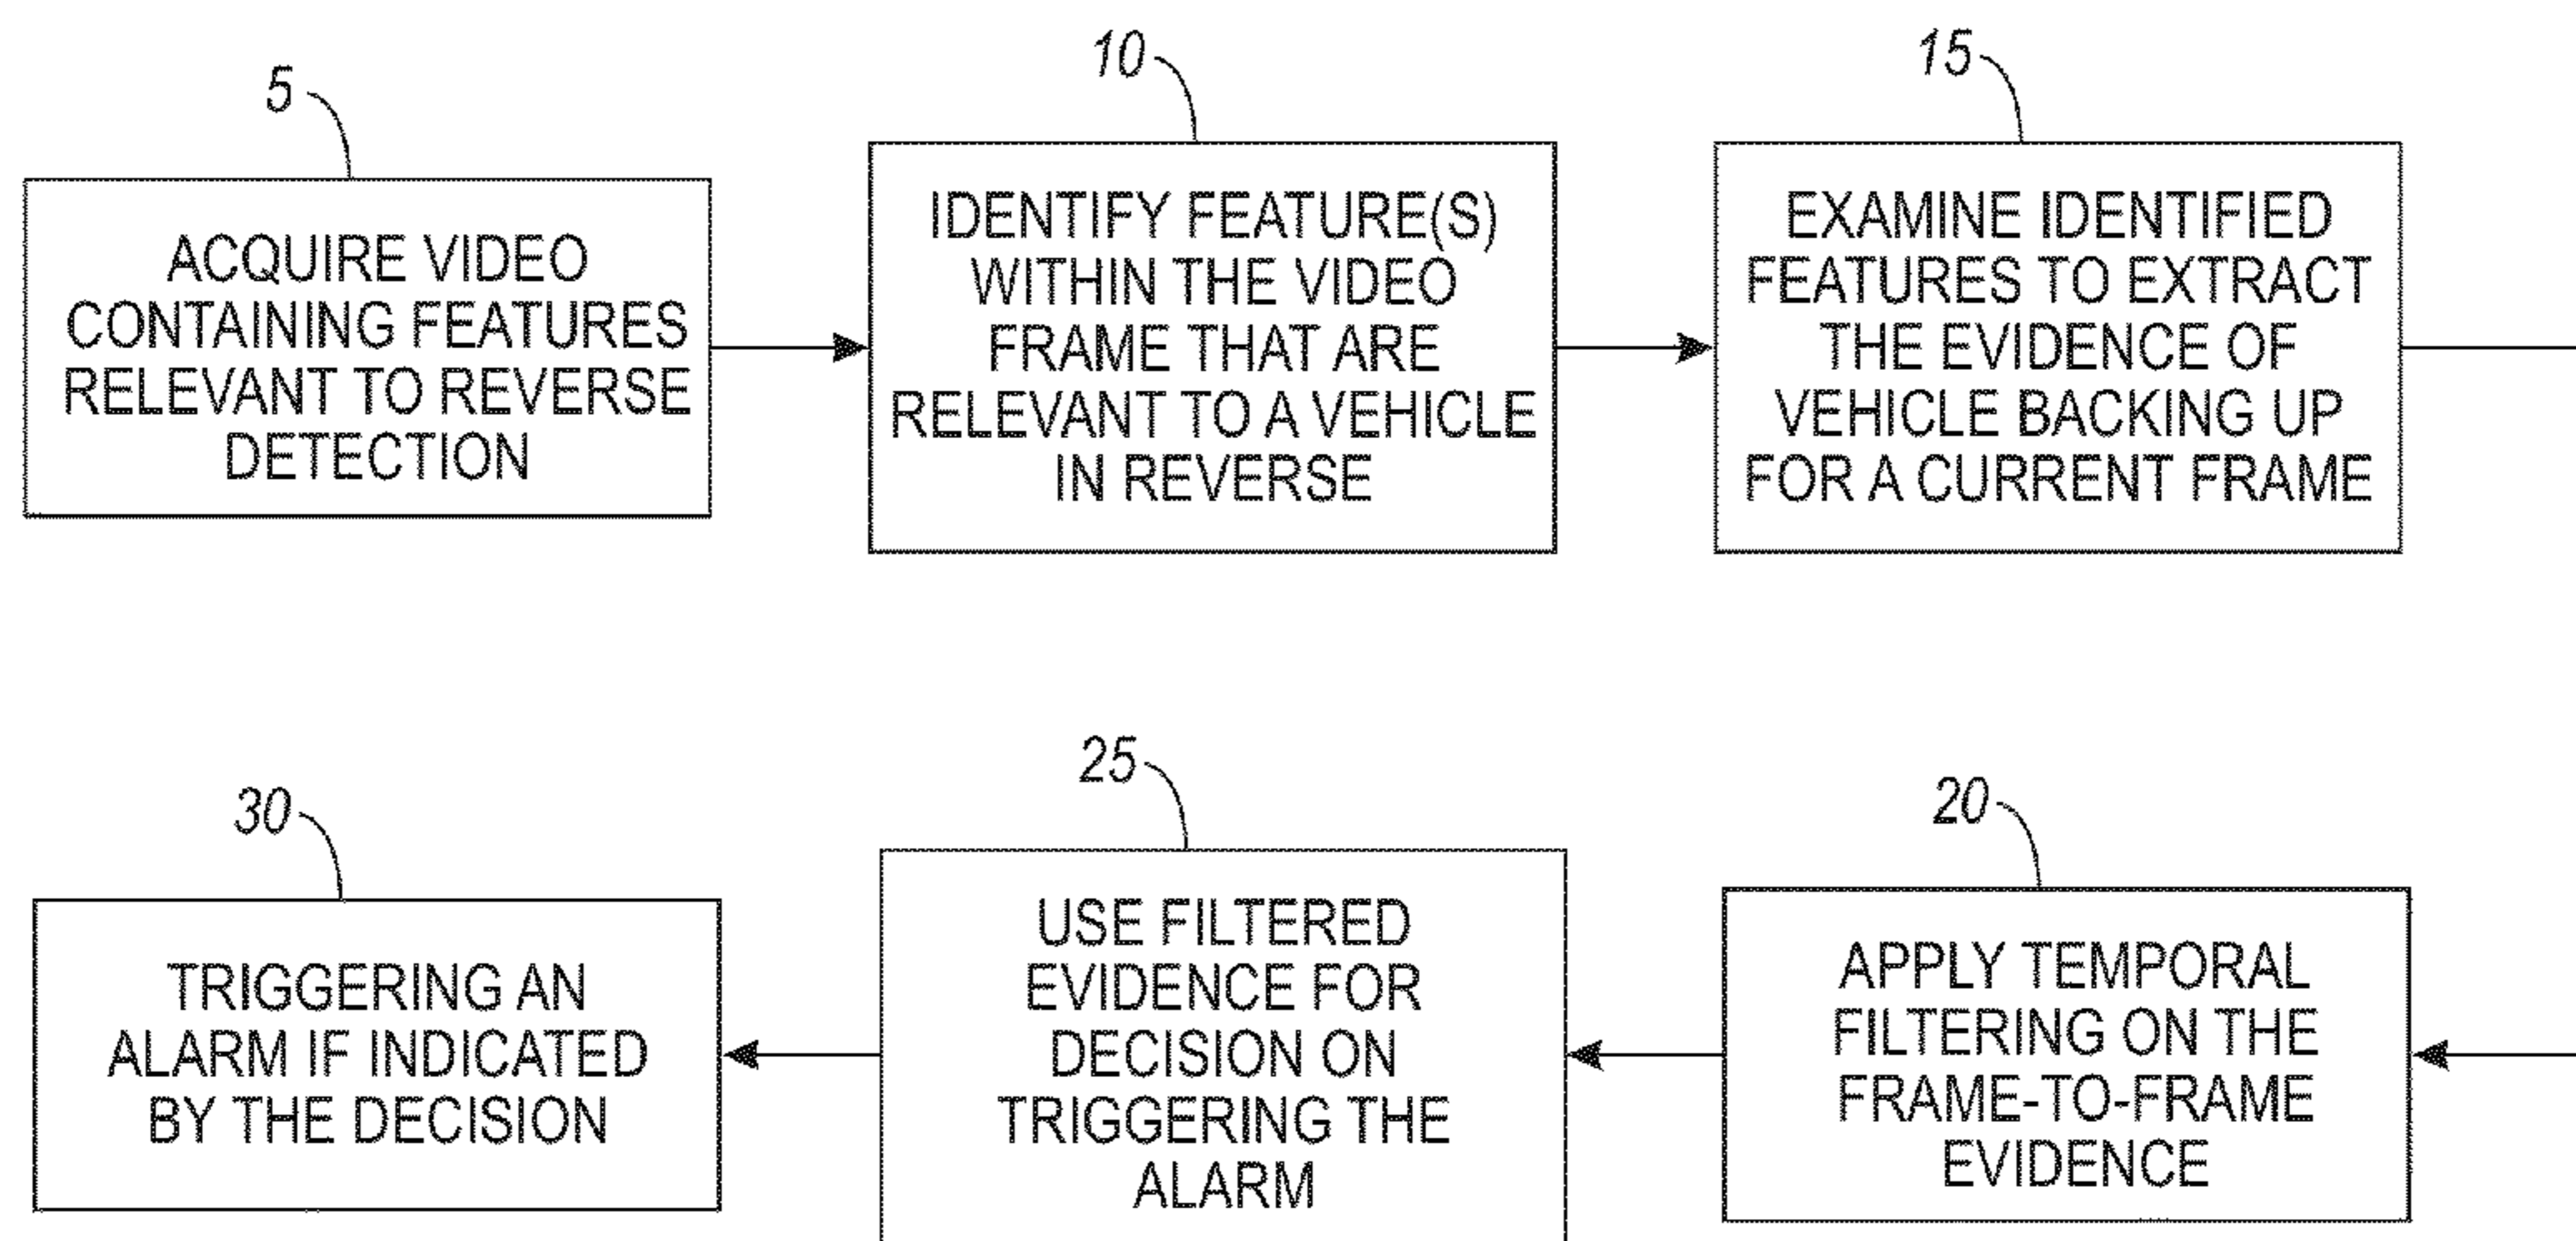 5
ACQUIRE VIDEO
CONTAINING FEATURES
RELEVANT TO REVERSE
DETECTION
10
IDENTIFY FEATURE(S)
WITHIN THE VIDEO
FRAME THAT ARE
RELEVANT TO A VEHICLE
IN REVERSE
15
EXAMINE IDENTIFIED
FEATURES TO EXTRACT
THE EVIDENCE OF
VEHICLE BACKING UP
FOR A CURRENT FRAME
20
APPLY TEMPORAL
FILTERING ON THE
FRAME-TO-FRAME
EVIDENCE
25
USE FILTERED
EVIDENCE FOR
DECISION ON
TRIGGERING THE
ALARM
30
TRIGGERING AN
ALARM IF INDICATED
BY THE DECISION